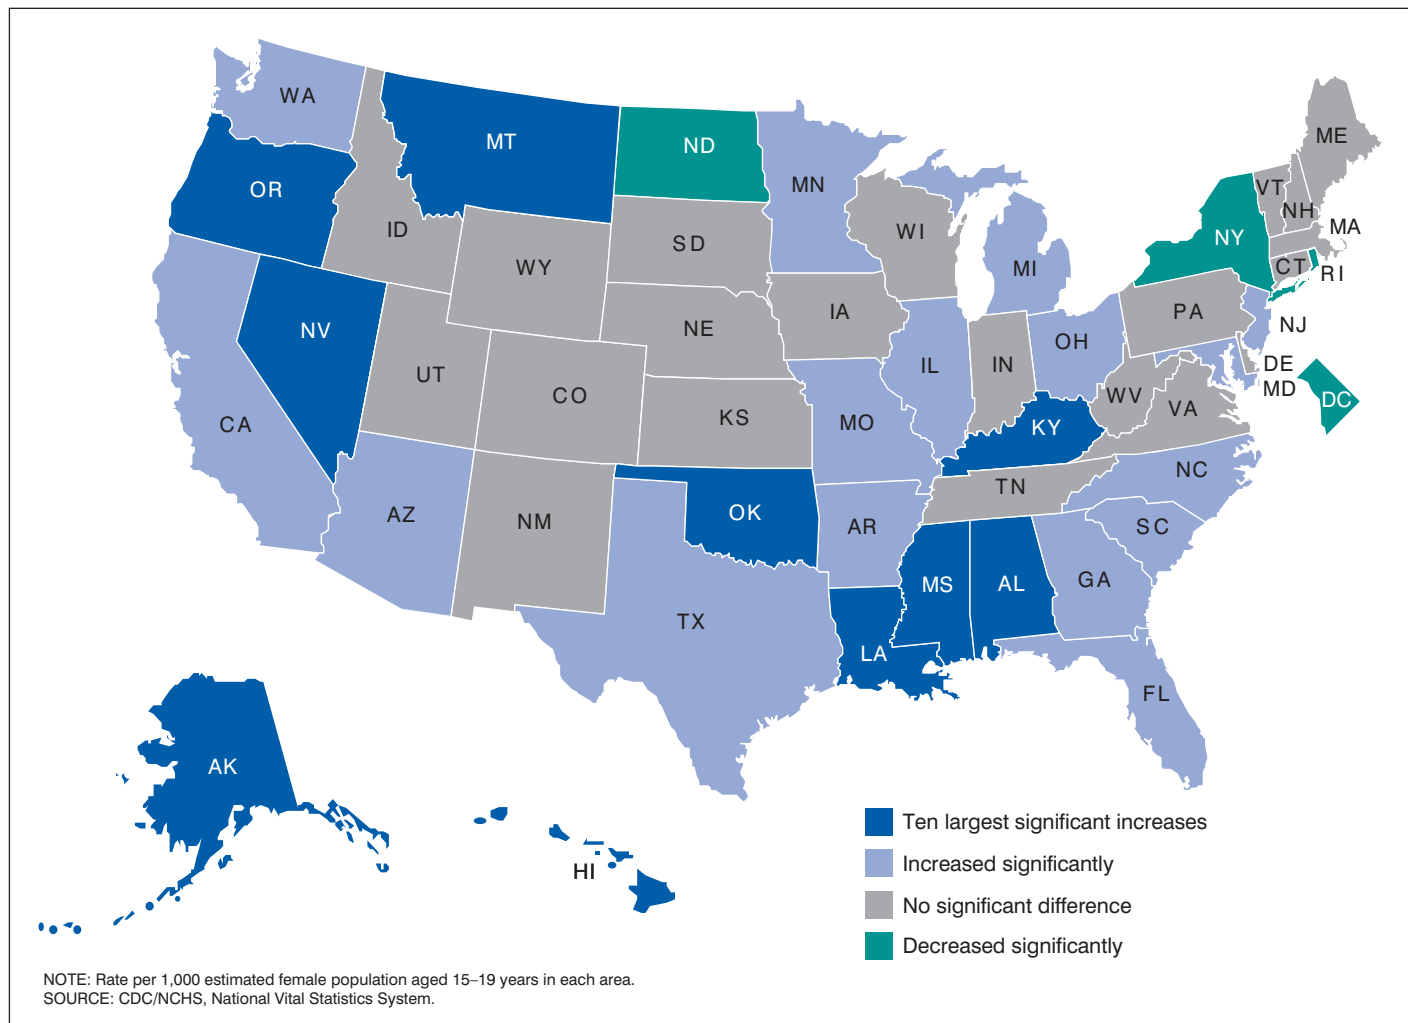 WA
MT
ND
MN
ME
OR
VT
NH
MA
ID
SD
WI
NY
WY
MI
CT
RI
NV
NE
IA
PA
NJ
UT
CO
IL
IN
OH
DE
MD
CA
KS
MO
WV
VA
DC
KY
AZ
NM
OK
AR
TN
NC
SC
MS
AL
GA
TX
LA
FL
AK
HI
Ten largest significant increases
Increased significantly
No significant difference
Decreased significantly
NOTE: Rate per 1,000 estimated female population aged 15–19 years in each area.
SOURCE: CDC/NCHS, National Vital Statistics System.